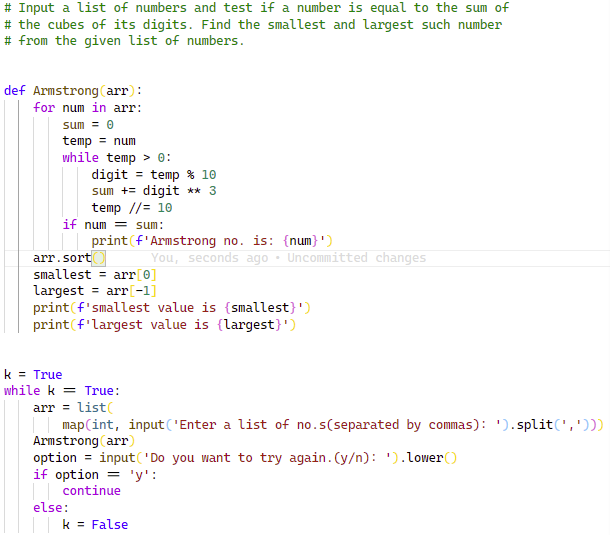 # Input a list of numbers and test if a number is equal to the sum of
# the cubes of its digits. Find the smallest and largest such number
# from the given list of numbers.
def Armstrong(arr):
for num in arr:
sum = 0
temp = num
while temp > 0:
digit = temp % 10
sum += digit ** 3
temp //= 10
if num == sum:
print(f'Armstrong no. is: {num}')
arr.sort() You, seconds ago • Uncommitted changes
smallest = arr[0]
largest = arr[-1]
print(f'smallest value is {smallest}')
print(f'largest value is {largest}')
k = True
while k == True:
arr = list(
map(int, input('Enter a list of no.s(separated by commas): ').split(',')))
Armstrong(arr)
option = input('Do you want to try again.(y/n): ').lower()
if option == 'y':
continue
else:
k = False